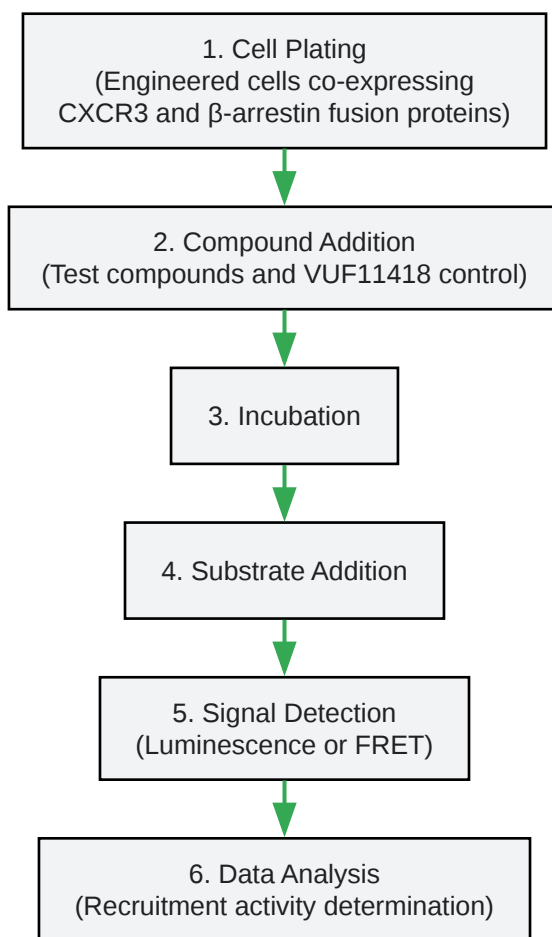 1. Cell Plating
(Engineered cells co-expressing
CXCR3 and β-arrestin fusion proteins)
2. Compound Addition
(Test compounds and VUF11418 control)
3. Incubation
4. Substrate Addition
5. Signal Detection
(Luminescence or FRET)
6. Data Analysis
(Recruitment activity determination)